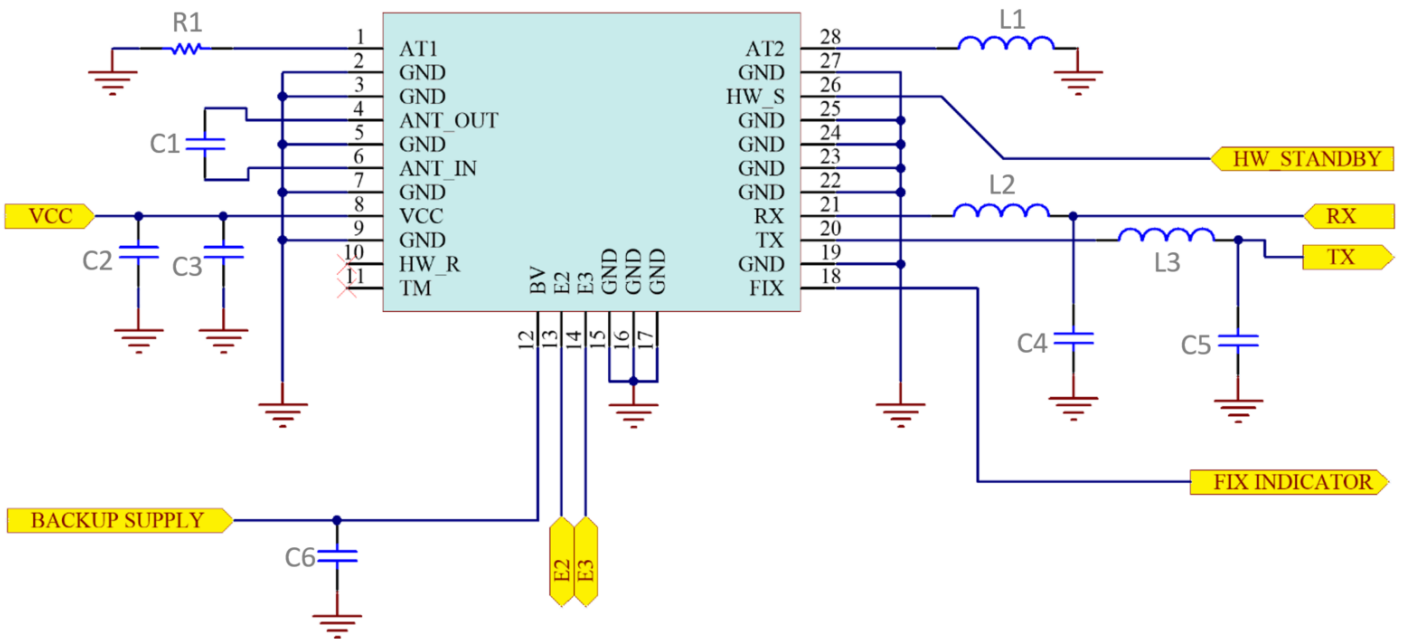 R1
L1
1 AT1
AT2 28
2 GND
GND 27
3 GND
HW_S 26
4 ANT_OUT
GND 25
C1
5 GND
GND 24
6 ANT_IN
GND 23
HW_STANDBY
7 GND
GND 22
L2
VCC
8 VCC
RX 21
RX
9 GND
TX 20
TX
C2
C3
L3
10 HW_R
GND 19
11 TM
FIX 18
BV
E2
E3
GND
GND
GND
12
13
14
15
16
17
C4
C5
FIX INDICATOR
BACKUP SUPPLY
C6
E2
E3